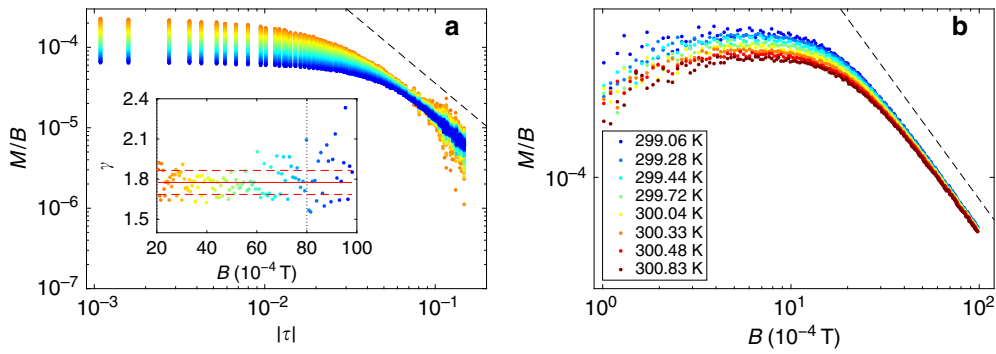 a
M/B
10⁻⁴
10⁻⁵
10⁻⁶
10⁻⁷
10⁻³
10⁻²
10⁻¹
|τ|
γ
2.4
2.1
1.8
1.5
20
40
60
80
100
B (10⁻⁴ T)
b
M/B
10⁻⁴
299.06 K
299.28 K
299.44 K
299.72 K
300.04 K
300.33 K
300.48 K
300.83 K
10⁰
10¹
10²
B (10⁻⁴ T)